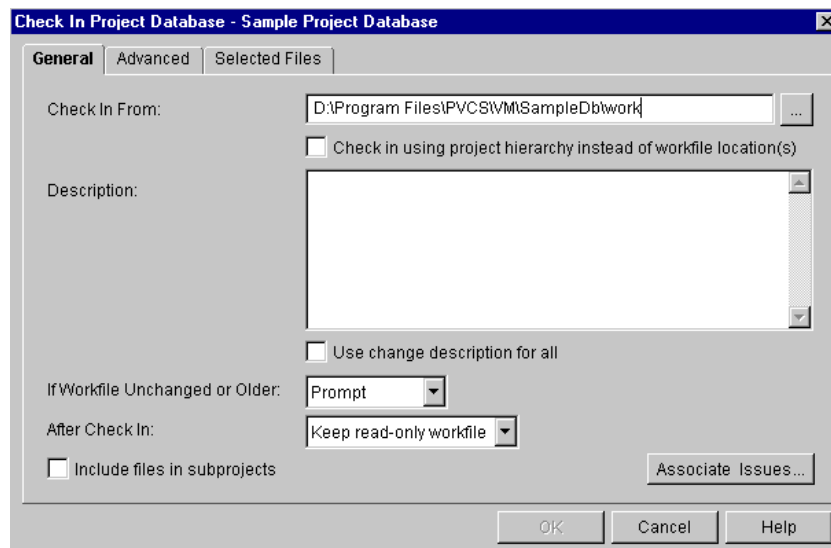 Check In Project Database - Sample Project Database
General Advanced Selected Files
Check In From: D:\Program Files\PVCS\VM\SampleDb\work ...
Check in using project hierarchy instead of workfile location(s)
Description:
Use change description for all
If Workfile Unchanged or Older: Prompt
After Check In: Keep read-only workfile
Include files in subprojects Associate Issues...
OK Cancel Help